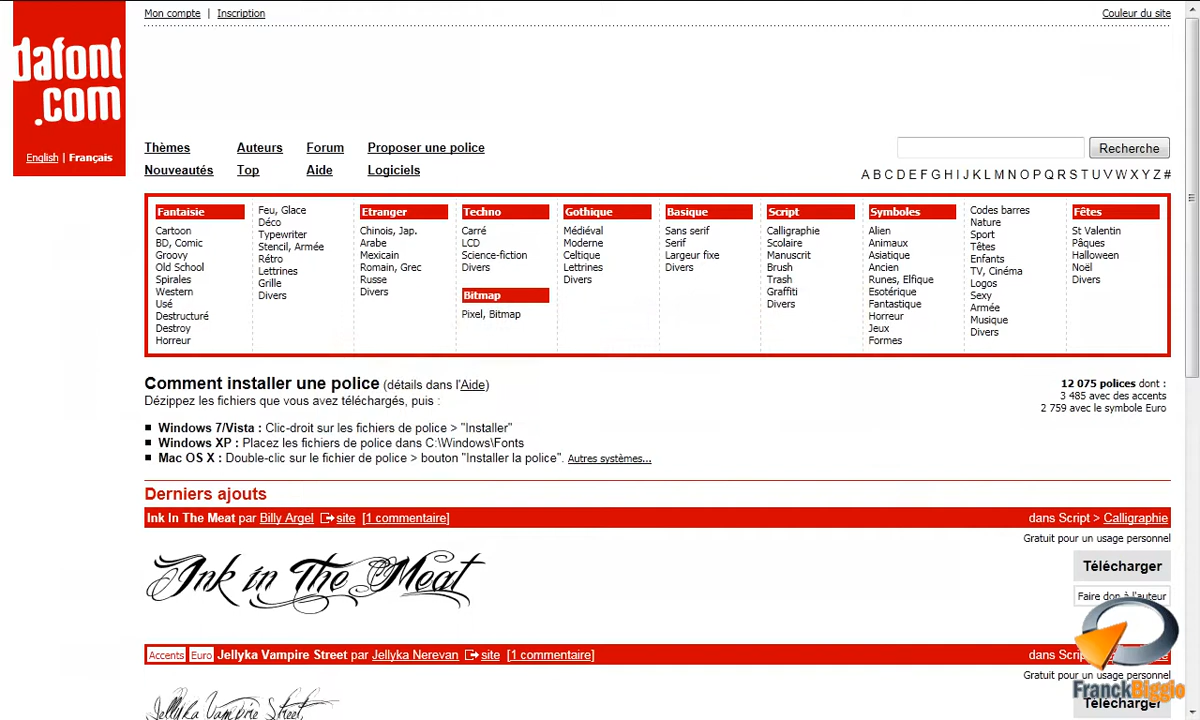 Mon compte | Inscription
Couleur du site
dafont
.com
English | Français
Thèmes Auteurs Forum Proposer une police
Nouveautés Top Aide Logiciels
Recherche
A B C D E F G H I J K L M N O P Q R S T U V W X Y Z #
Fantaisie
Cartoon
BD, Comic
Groovy
Old School
Spirales
Western
Usé
Destructuré
Destroy
Horreur
Feu, Glace
Déco
Typewriter
Stencil, Armée
Rétro
Lettrines
Grille
Divers
Etranger
Chinois, Jap.
Arabe
Mexicain
Romain, Grec
Russe
Divers
Techno
Carré
LCD
Science-fiction
Divers
Bitmap
Pixel, Bitmap
Gothique
Médiéval
Moderne
Celtique
Lettrines
Divers
Basique
Sans serif
Serif
Largeur fixe
Divers
Script
Calligraphie
Scolaire
Manuscrit
Brush
Trash
Graffiti
Divers
Symboles
Alien
Animaux
Asiatique
Ancien
Runes, Elfique
Esotérique
Fantastique
Horreur
Jeux
Formes
Codes barres
Nature
Sport
Têtes
Enfants
TV, Cinéma
Logos
Sexy
Armée
Musique
Divers
Fêtes
St Valentin
Pâques
Halloween
Noël
Divers
Comment installer une police (détails dans l'Aide)
Dézippez les fichiers que vous avez téléchargés, puis :
Windows 7/Vista : Clic-droit sur les fichiers de police > "Installer"
Windows XP : Placez les fichiers de police dans C:\Windows\Fonts
Mac OS X : Double-clic sur le fichier de police > bouton "Installer la police". Autres systèmes...
12 075 polices dont :
3 485 avec des accents
2 759 avec le symbole Euro
Derniers ajouts
Ink In The Meat par Billy Argel site [1 commentaire]
dans Script > Calligraphie
Gratuit pour un usage personnel
Ink in The Meat
Télécharger
Faire don à l'auteur
Accents Euro Jellyka Vampire Street par Jellyka Nerevan site [1 commentaire]
dans
Gratuit pour un usage personnel
Jellyka Vampire Street
Télécharger
FranckBiggio